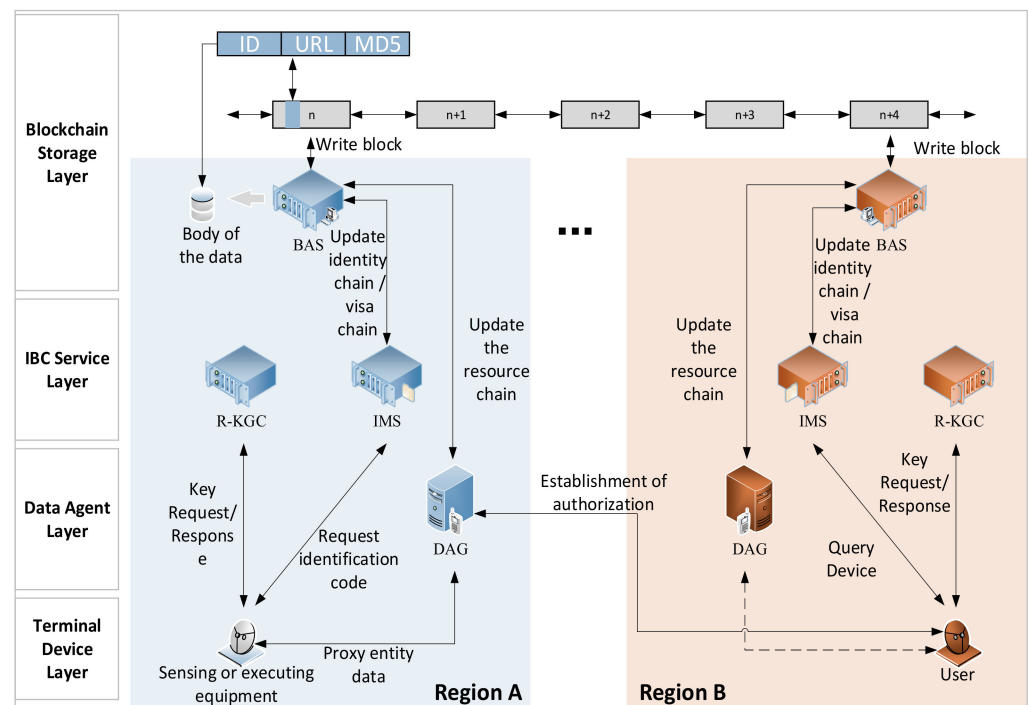 ID URL MD5
n n+1 n+2 n+3 n+4
Blockchain
Storage
Layer
Write block
Write block
BAS
BAS
Body of
the data
Update
identity
chain /
visa
chain
Update
identity
chain /
visa
chain
...
Update
the
resource
chain
Update
the
resource
chain
IBC Service
Layer
R-KGC
IMS
IMS
R-KGC
Data Agent
Layer
Key
Request/
Respons
e
Request
identification
code
DAG
Establishment of
authorization
DAG
Query
Device
Key
Request/
Response
Terminal
Device
Layer
Sensing or executing
equipment
Proxy entity
data
User
Region A
Region B